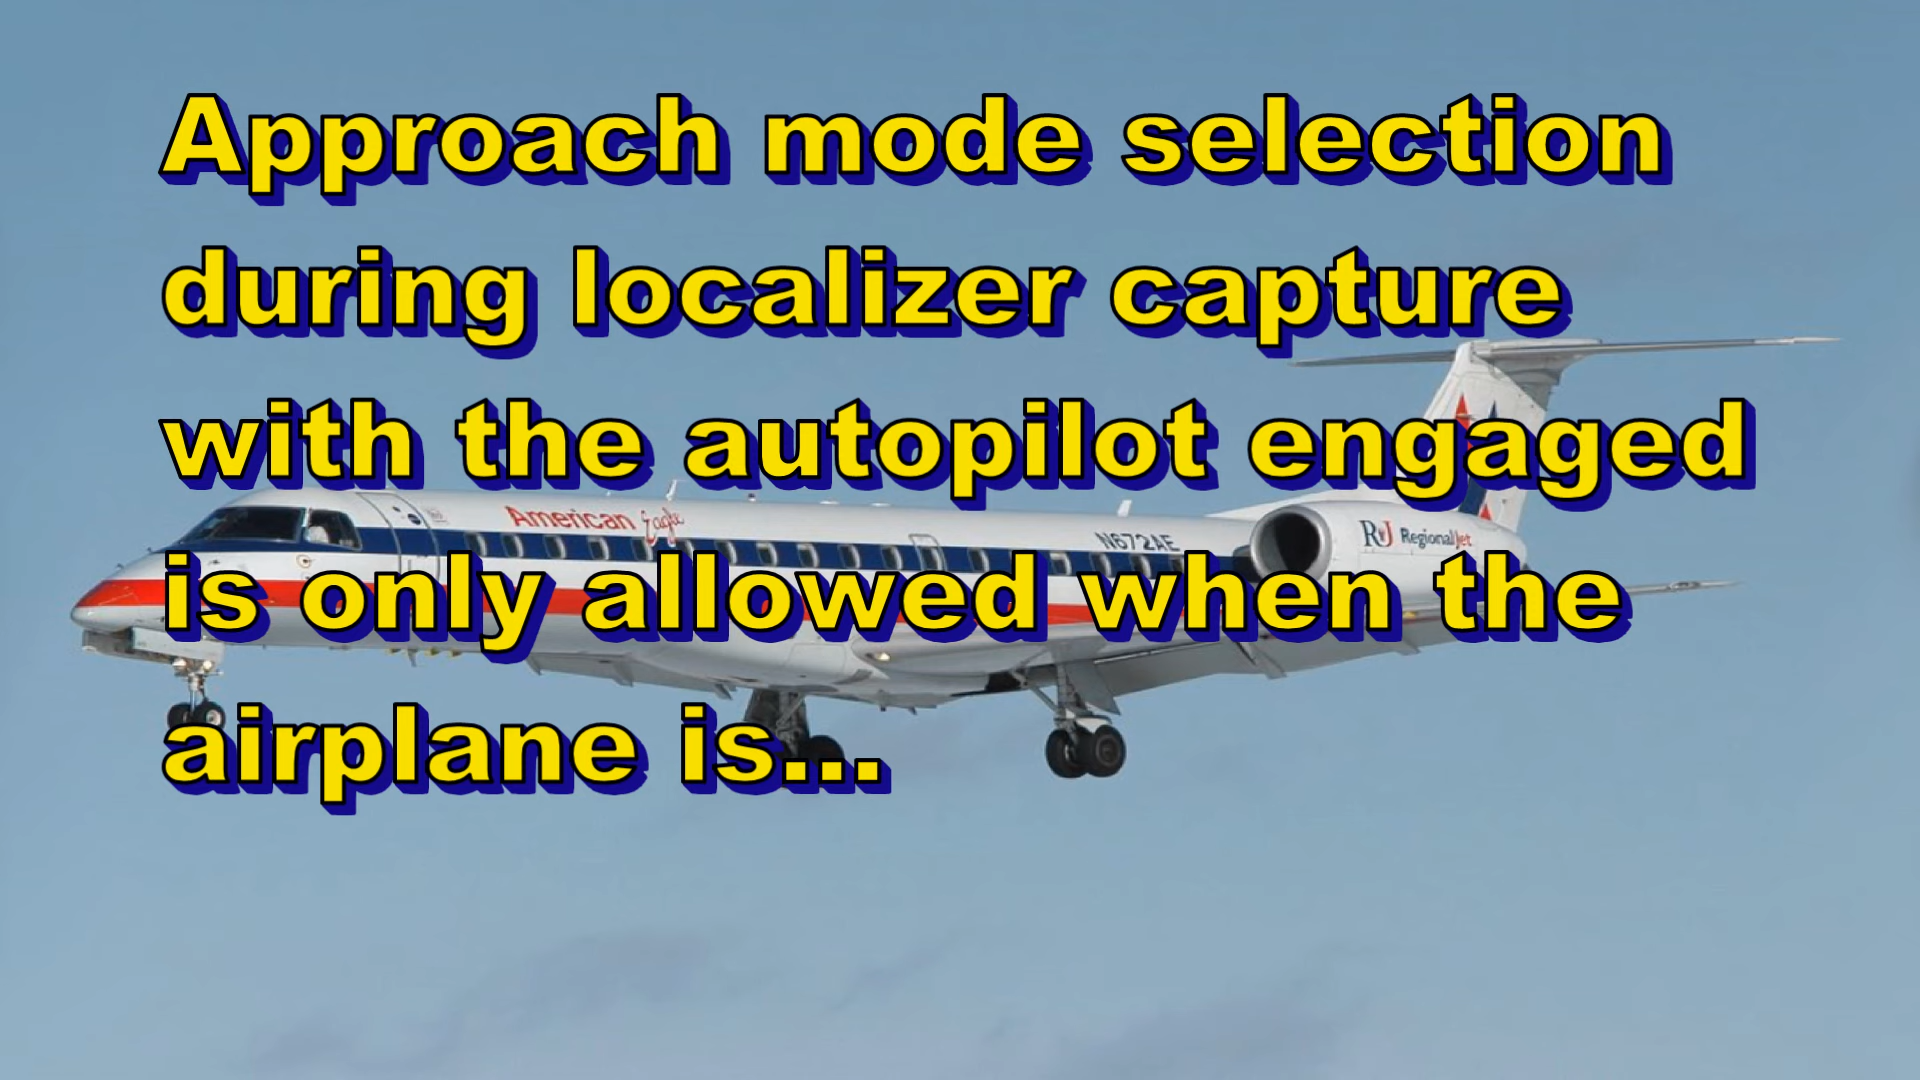 Approach mode selection
during localizer capture
with the autopilot engaged
is only allowed when the
airplane is...
American Eagle
N672AE
RJ RegionalJet